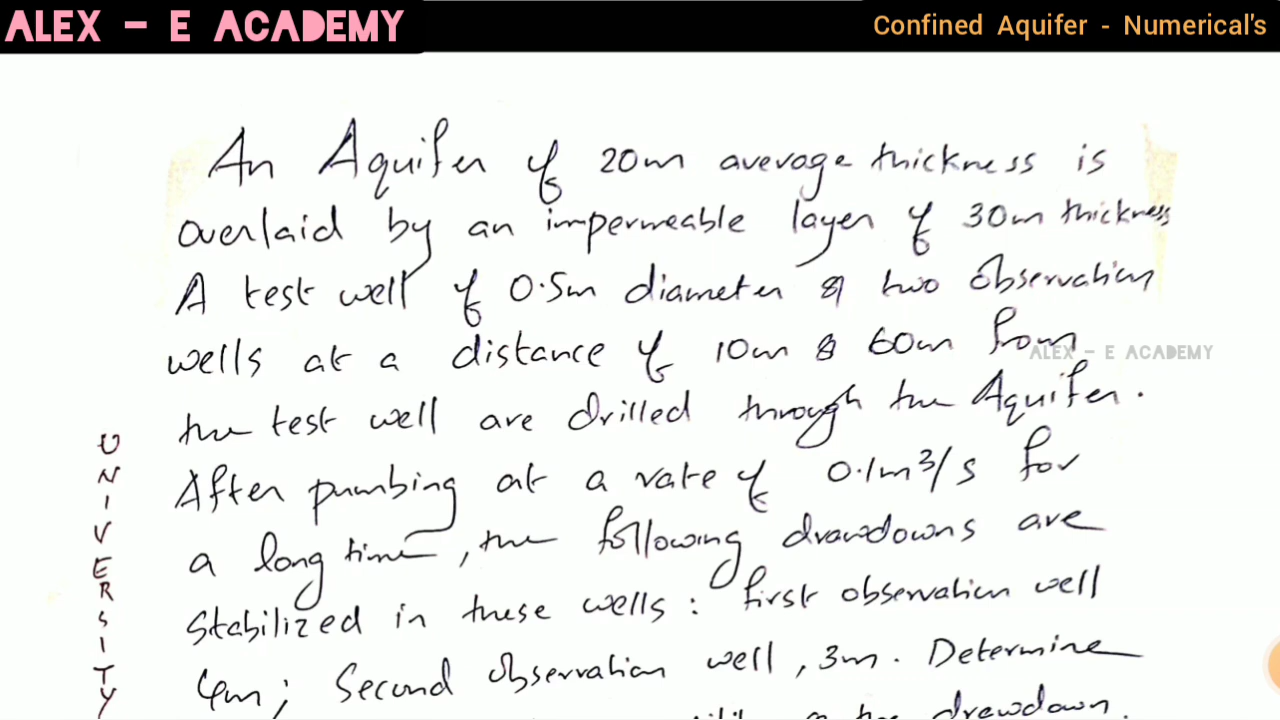 ALEX - E ACADEMY
Confined Aquifer - Numerical's
An Aquifer of 20m average thickness is
overlaid by an impermeable layer of 30m thickness
A test well of 0.5m diameter & two observation
wells at a distance of 10m & 60m from
ALEX - E ACADEMY
the test well are drilled through the Aquifer.
After pumbing at a rate of 0.1m³/s for
a long time, the following drawdowns are
stabilized in these wells: first observation well
4m; Second observation well, 3m. Determine
drawdown.
UNIVERSITY